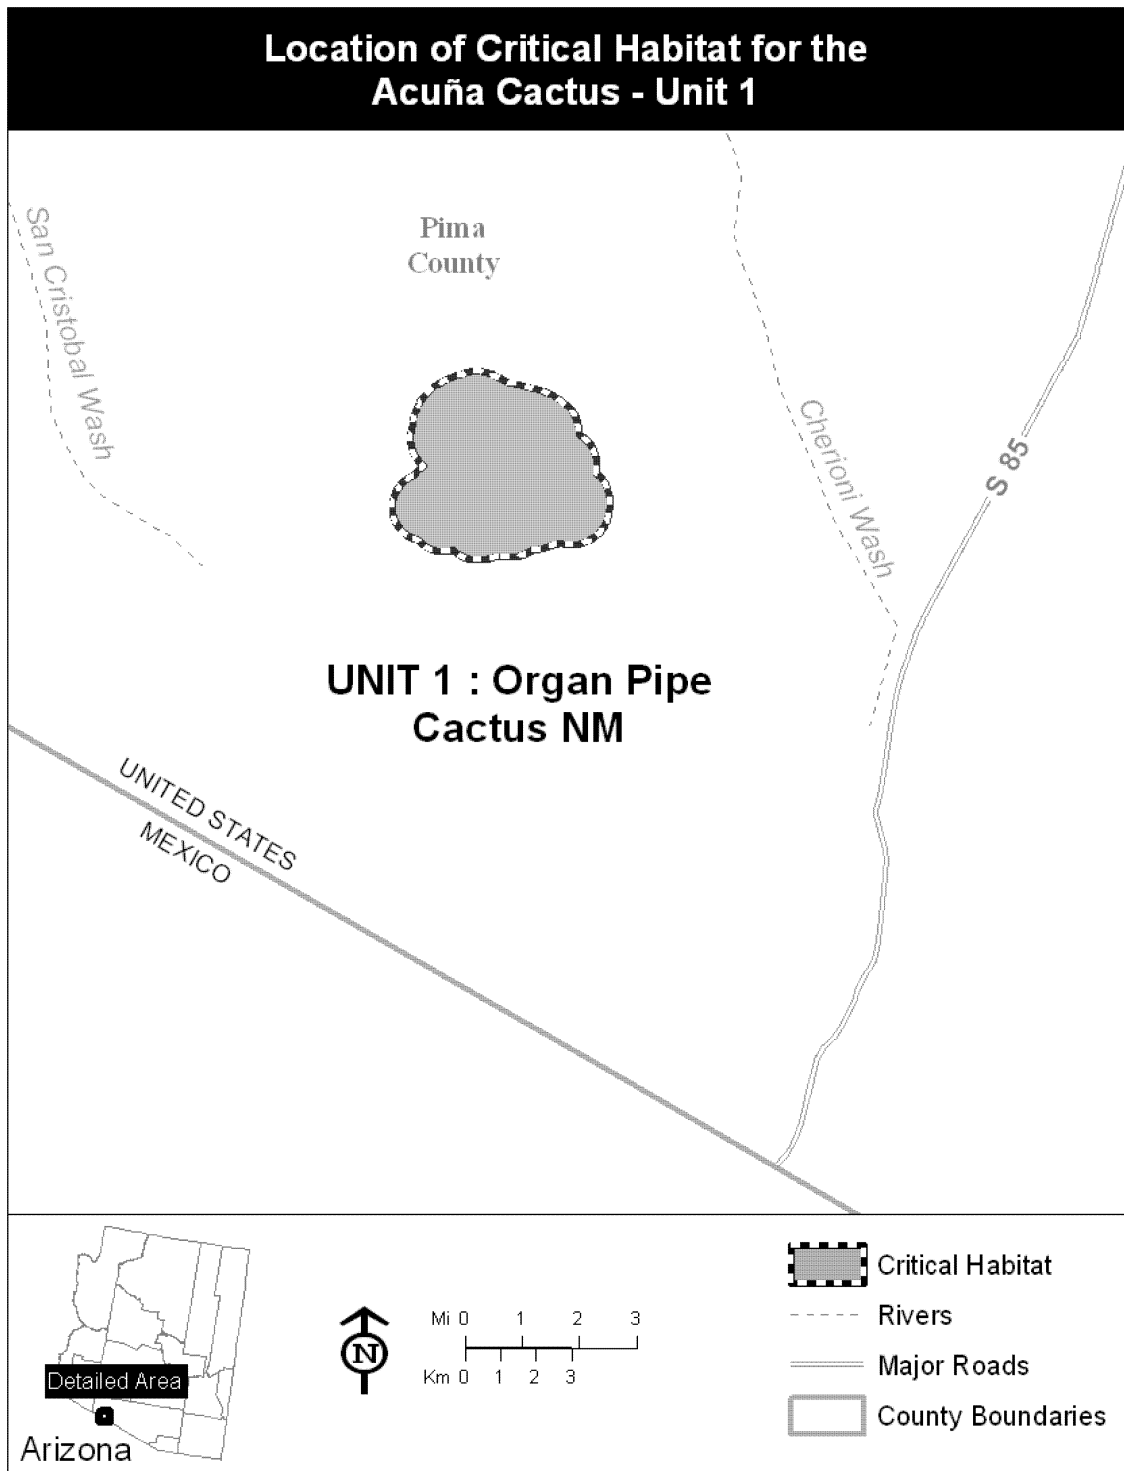 Location of Critical Habitat for the
Acuña Cactus - Unit 1
Pima
County
San Cristobal Wash
Cherioni Wash
S 85
UNIT 1 : Organ Pipe
Cactus NM
UNITED STATES
MEXICO
Detailed Area
Arizona
N
Mi 0 1 2 3
Km 0 1 2 3
Critical Habitat
Rivers
Major Roads
County Boundaries